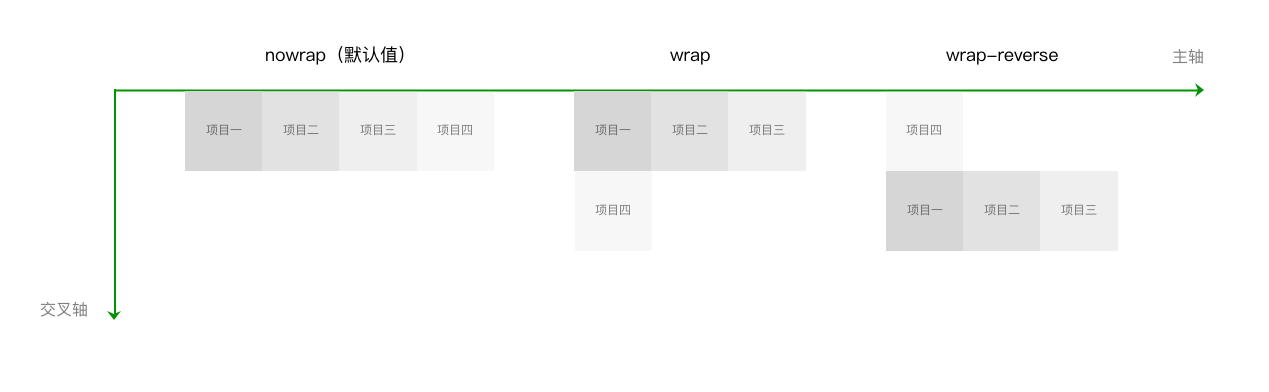 nowrap（默认值）
wrap
wrap-reverse
主轴
项目一 项目二 项目三 项目四
项目一 项目二 项目三
项目四
项目四
项目一 项目二 项目三
交叉轴